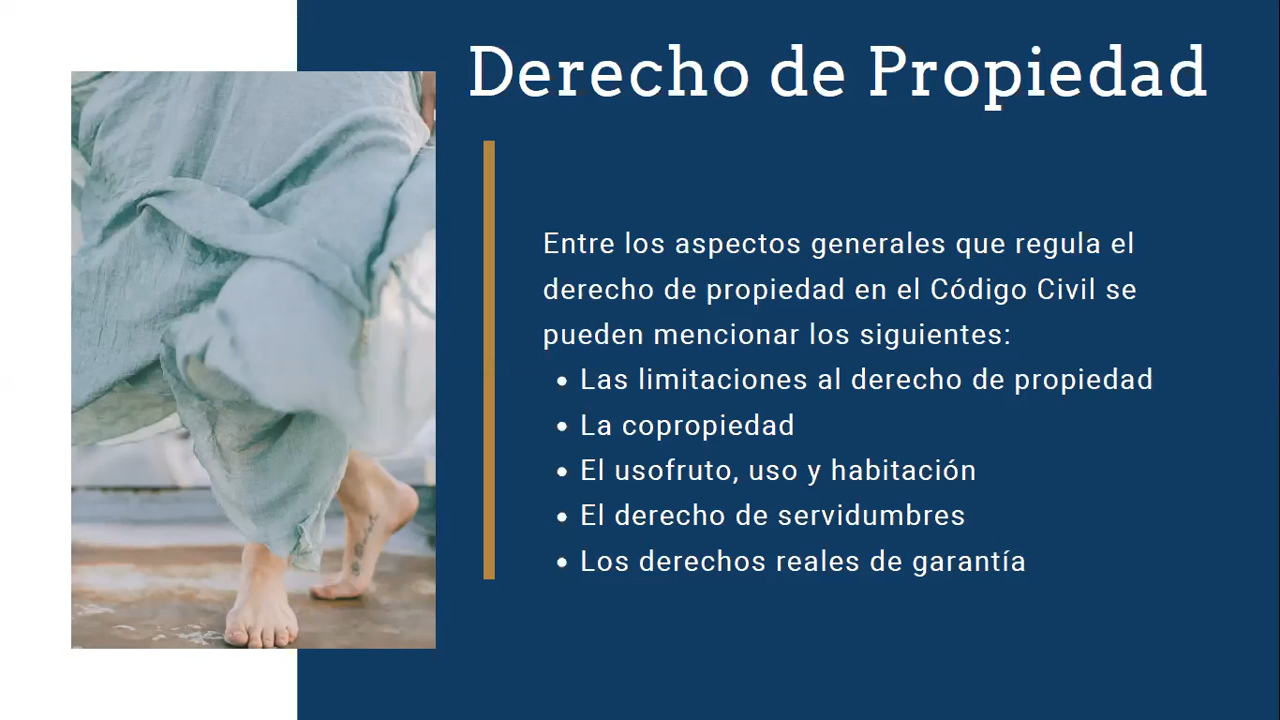 Derecho de Propiedad
Entre los aspectos generales que regula el
derecho de propiedad en el Código Civil se
pueden mencionar los siguientes:
• Las limitaciones al derecho de propiedad
• La copropiedad
• El usofruto, uso y habitación
• El derecho de servidumbres
• Los derechos reales de garantía